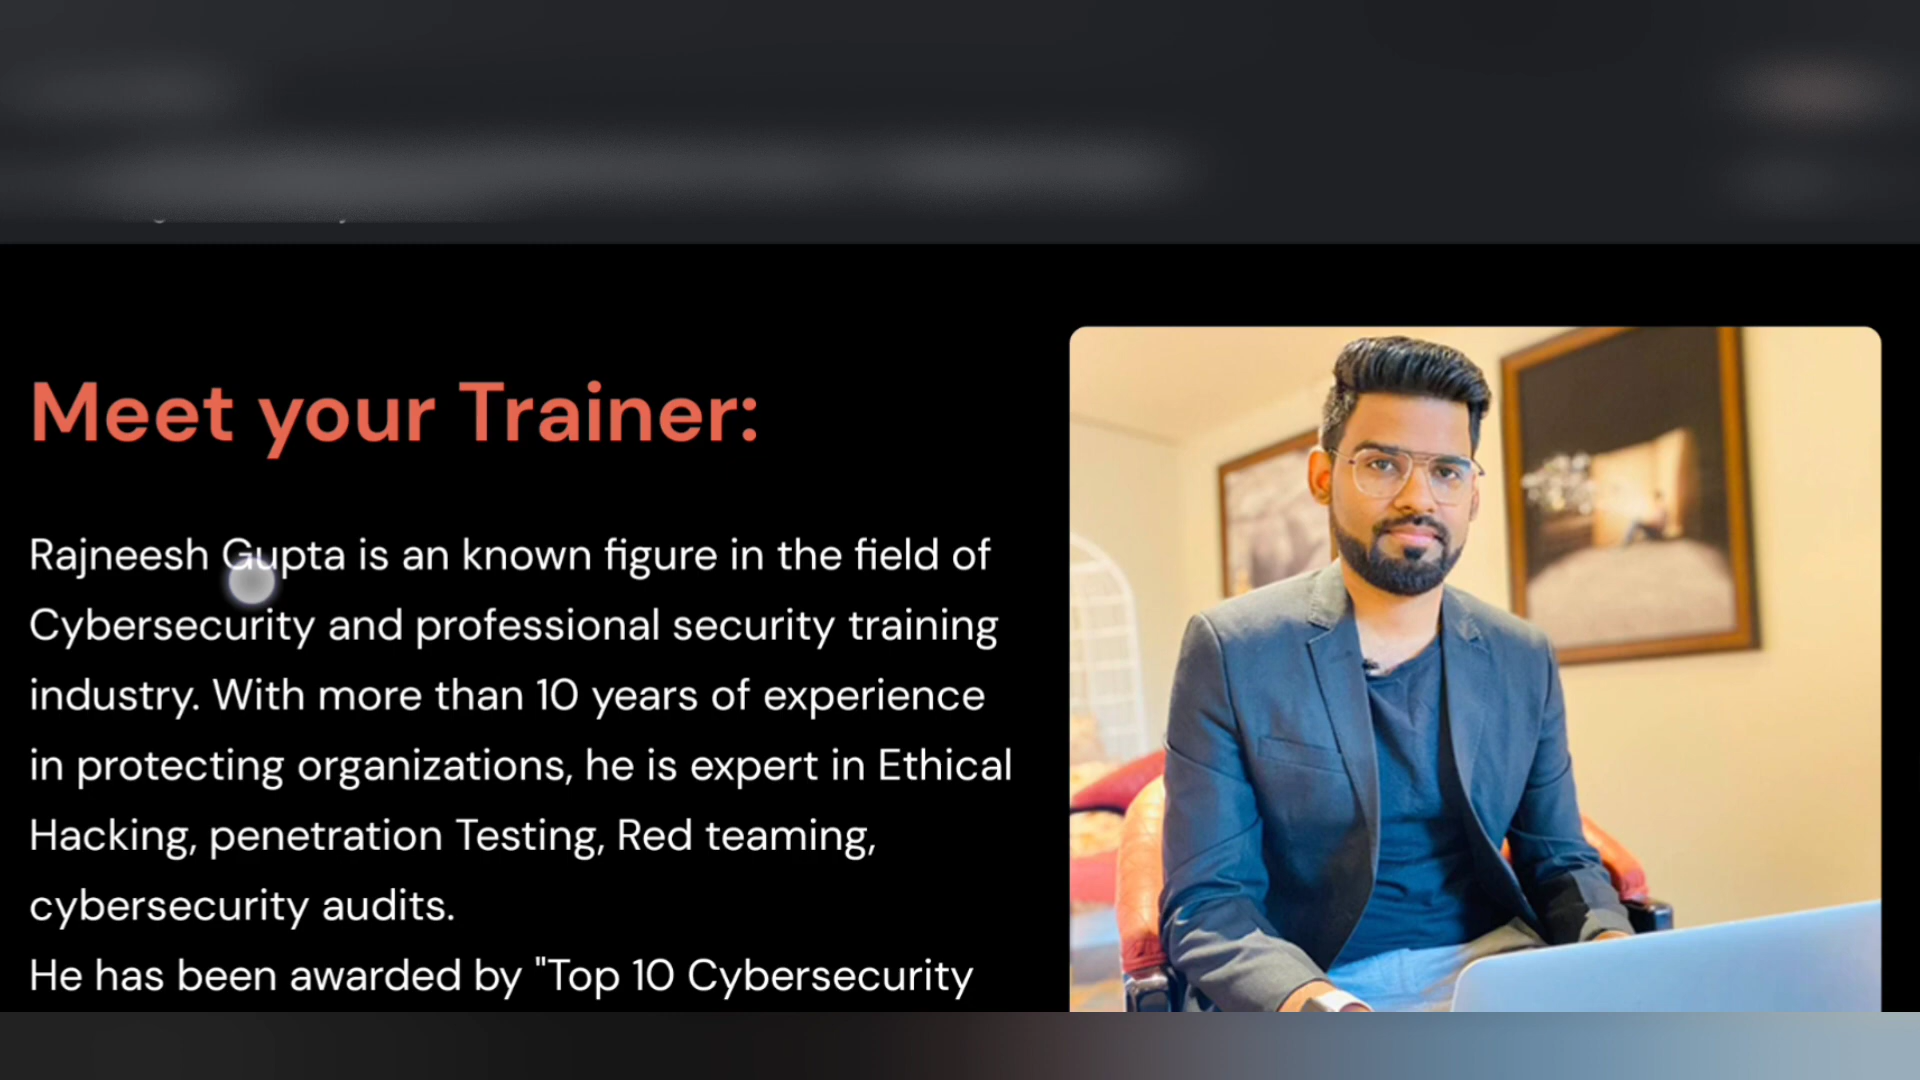 Meet your Trainer:
Rajneesh Gupta is an known figure in the field of
Cybersecurity and professional security training
industry. With more than 10 years of experience
in protecting organizations, he is expert in Ethical
Hacking, penetration Testing, Red teaming,
cybersecurity audits.
He has been awarded by "Top 10 Cybersecurity